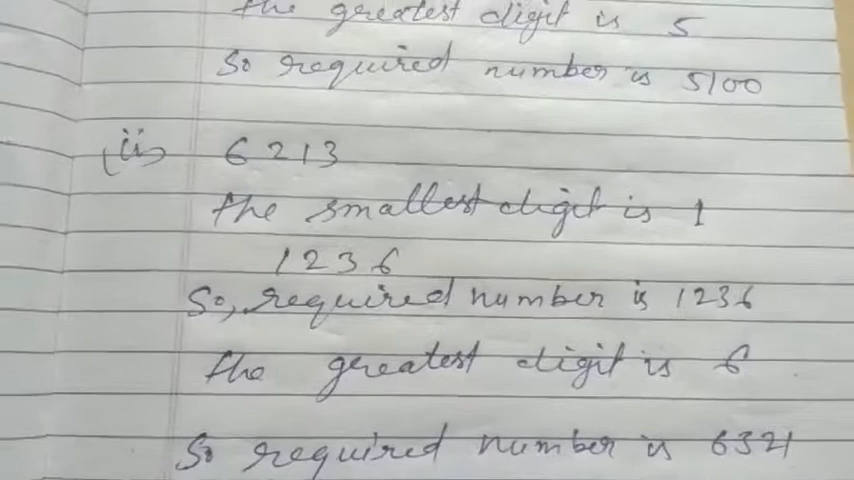 the greatest digit is 5
So required number is 5100
(ii) 6213
the smallest digit is 1
1236
So, required number is 1236
the greatest digit is 6
So required number is 6321